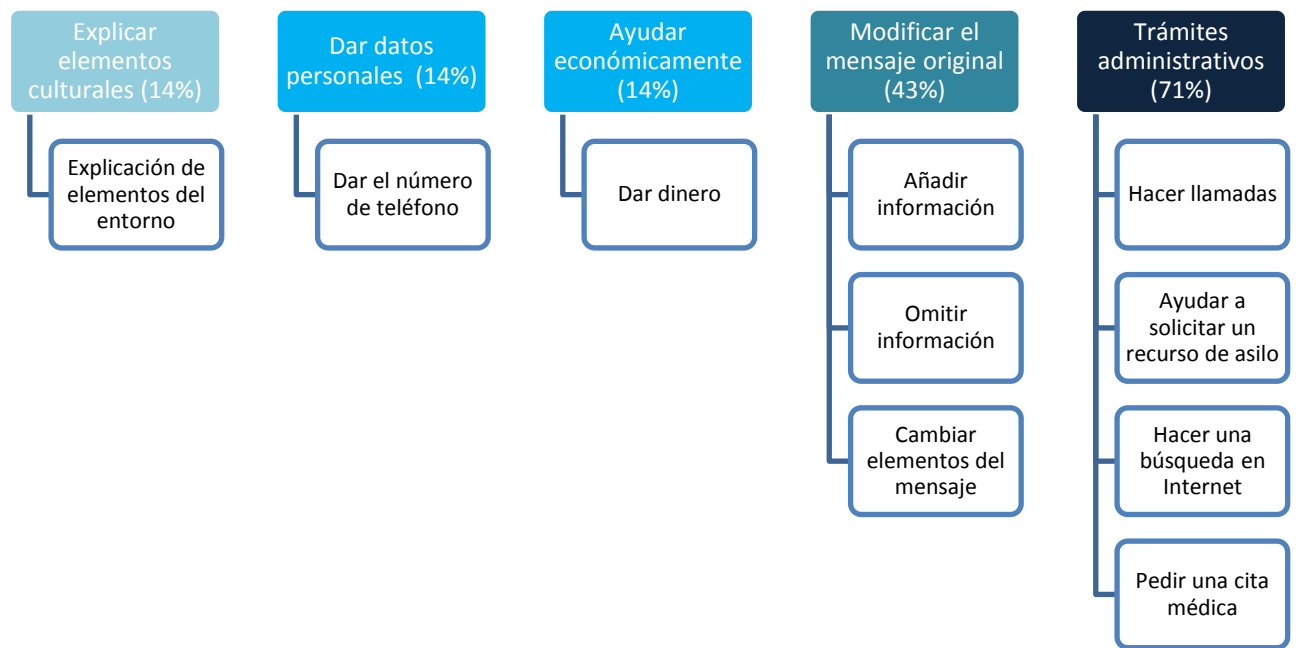 Explicar
elementos
culturales (14%)
Explicación de
elementos del
entorno
Dar datos
personales (14%)
Dar el número
de teléfono
Ayudar
económicamente
(14%)
Dar dinero
Modificar el
mensaje original
(43%)
Añadir
información
Omitir
información
Cambiar
elementos del
mensaje
Trámites
administrativos
(71%)
Hacer llamadas
Ayudar a
solicitar un
recurso de asilo
Hacer una
búsqueda en
Internet
Pedir una cita
médica